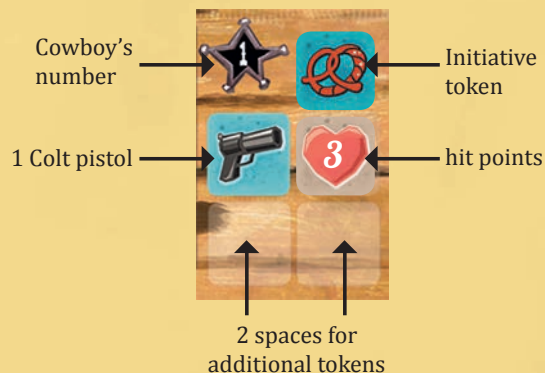 Cowboy's
number
1
Initiative
token
1 Colt pistol
3
hit points
2 spaces for
additional tokens